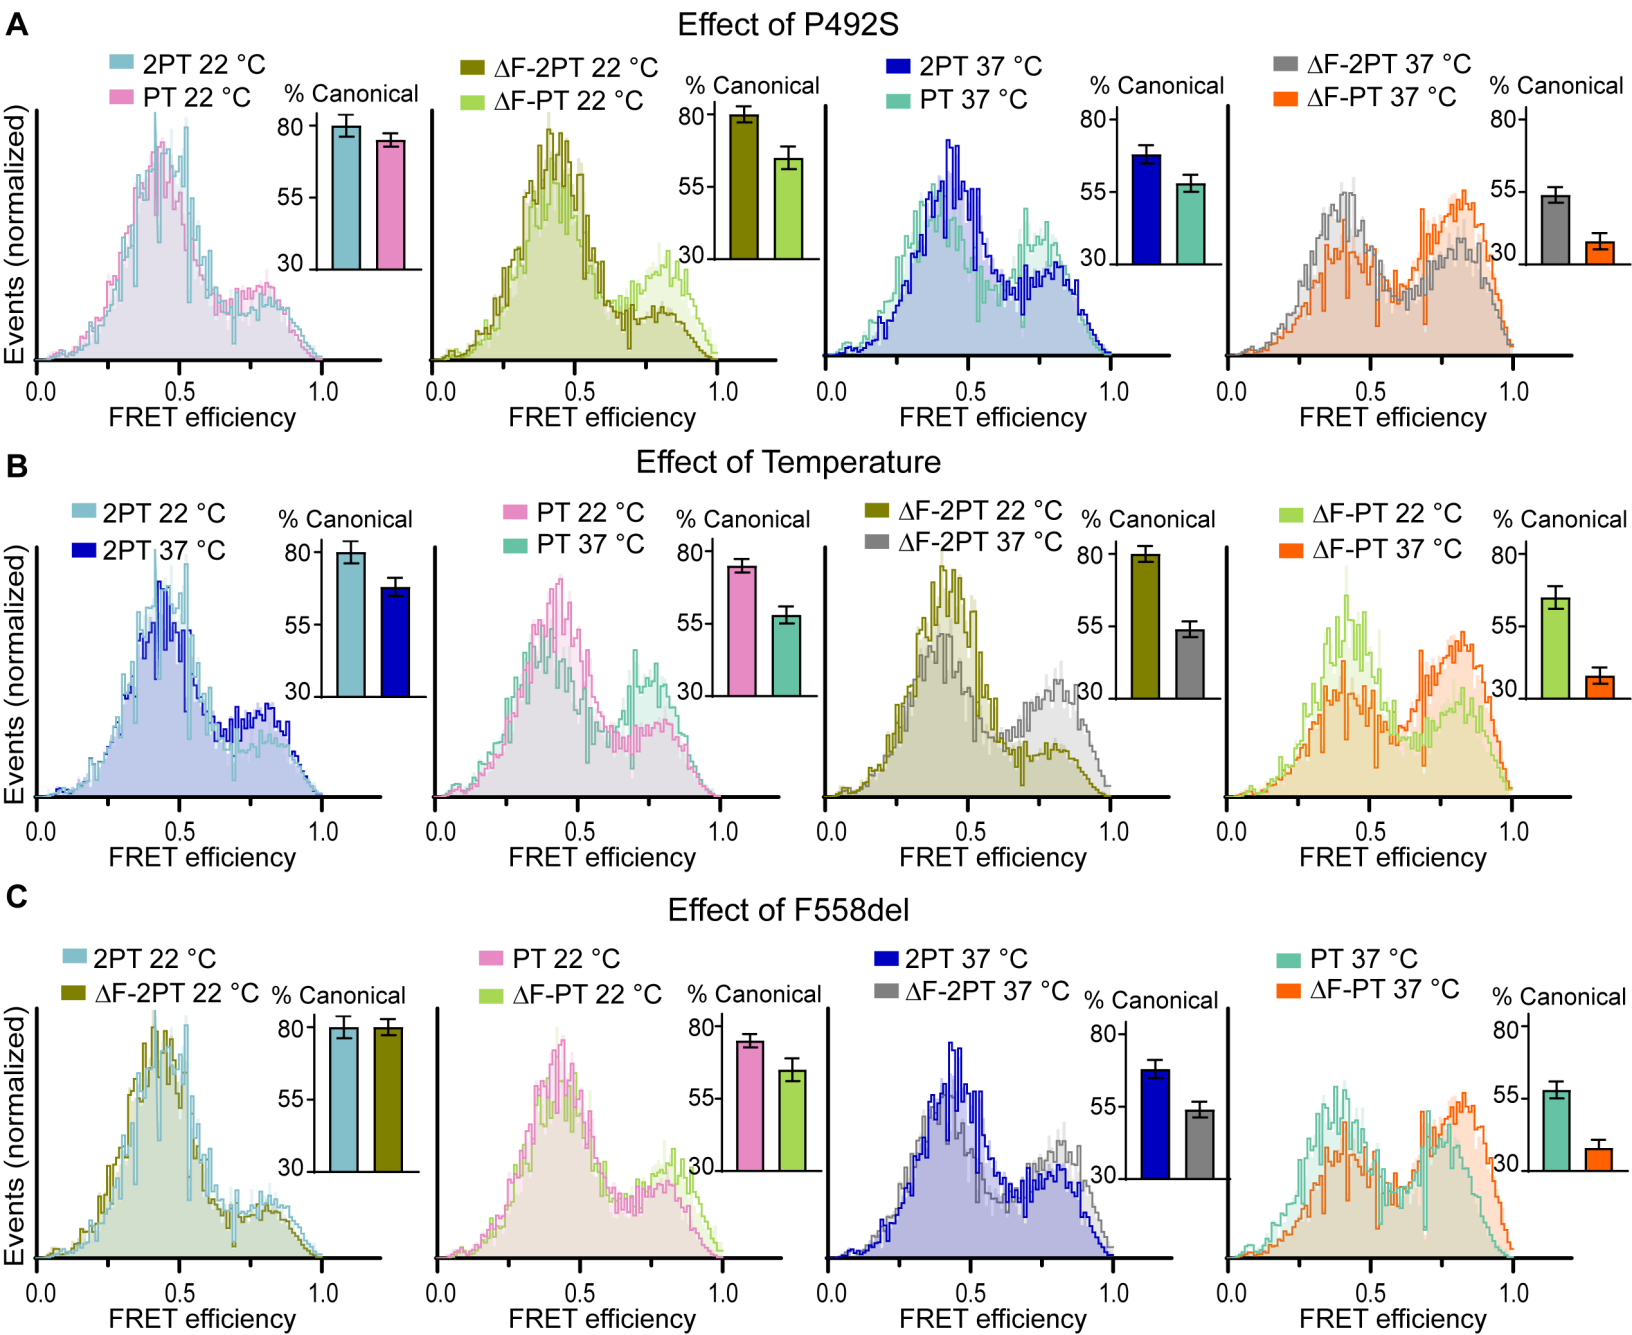 A
Effect of P492S
2PT 22 °C
PT 22 °C
% Canonical
80
55
30
ΔF-2PT 22 °C
ΔF-PT 22 °C
% Canonical
80
55
30
2PT 37 °C
PT 37 °C
% Canonical
80
55
30
ΔF-2PT 37 °C
ΔF-PT 37 °C
% Canonical
80
55
30
Events (normalized)
0.0 0.5 1.0
FRET efficiency
0.0 0.5 1.0
FRET efficiency
0.0 0.5 1.0
FRET efficiency
0.0 0.5 1.0
FRET efficiency
B
Effect of Temperature
2PT 22 °C
2PT 37 °C
% Canonical
80
55
30
PT 22 °C
PT 37 °C
% Canonical
80
55
30
ΔF-2PT 22 °C
ΔF-2PT 37 °C
% Canonical
80
55
30
ΔF-PT 22 °C
ΔF-PT 37 °C
% Canonical
80
55
30
Events (normalized)
0.0 0.5 1.0
FRET efficiency
0.0 0.5 1.0
FRET efficiency
0.0 0.5 1.0
FRET efficiency
0.0 0.5 1.0
FRET efficiency
C
Effect of F558del
2PT 22 °C
ΔF-2PT 22 °C
% Canonical
80
55
30
PT 22 °C
ΔF-PT 22 °C
% Canonical
80
55
30
2PT 37 °C
ΔF-2PT 37 °C
% Canonical
80
55
30
PT 37 °C
ΔF-PT 37 °C
% Canonical
80
55
30
Events (normalized)
0.0 0.5 1.0
FRET efficiency
0.0 0.5 1.0
FRET efficiency
0.0 0.5 1.0
FRET efficiency
0.0 0.5 1.0
FRET efficiency